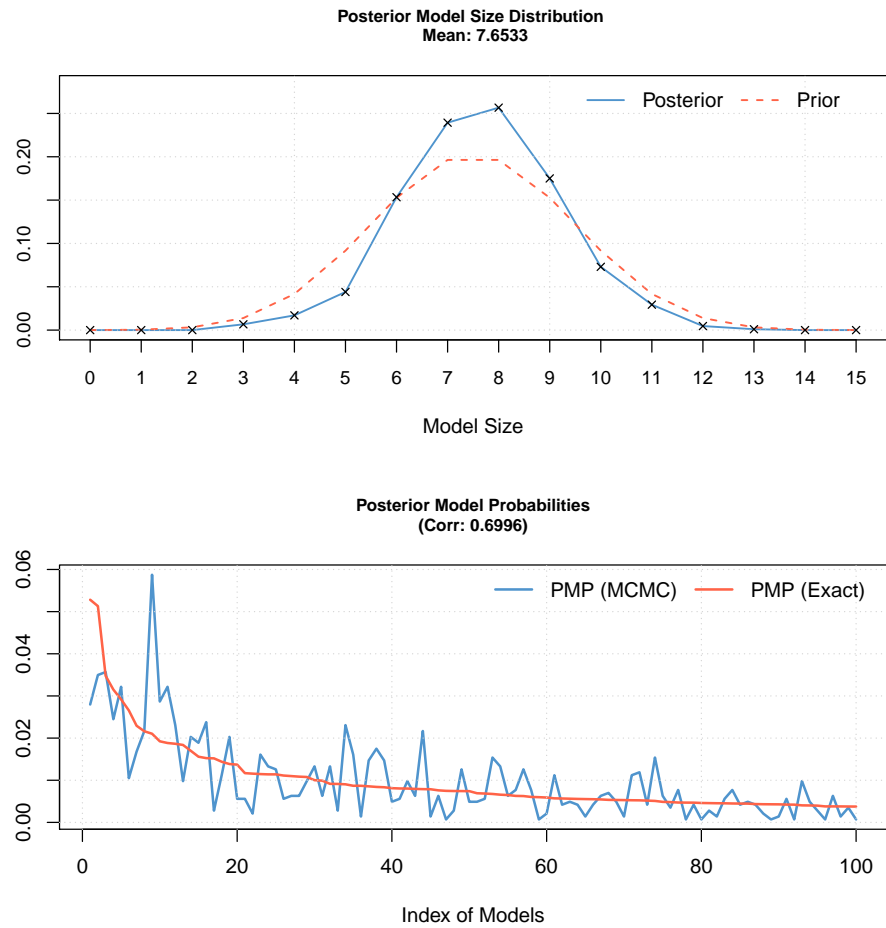 Posterior Model Size Distribution
Mean: 7.6533
Posterior
Prior
0.20
0.10
0.00
0 1 2 3 4 5 6 7 8 9 10 11 12 13 14 15
Model Size
Posterior Model Probabilities
(Corr: 0.6996)
PMP (MCMC)
PMP (Exact)
0.06
0.04
0.02
0.00
0 20 40 60 80 100
Index of Models